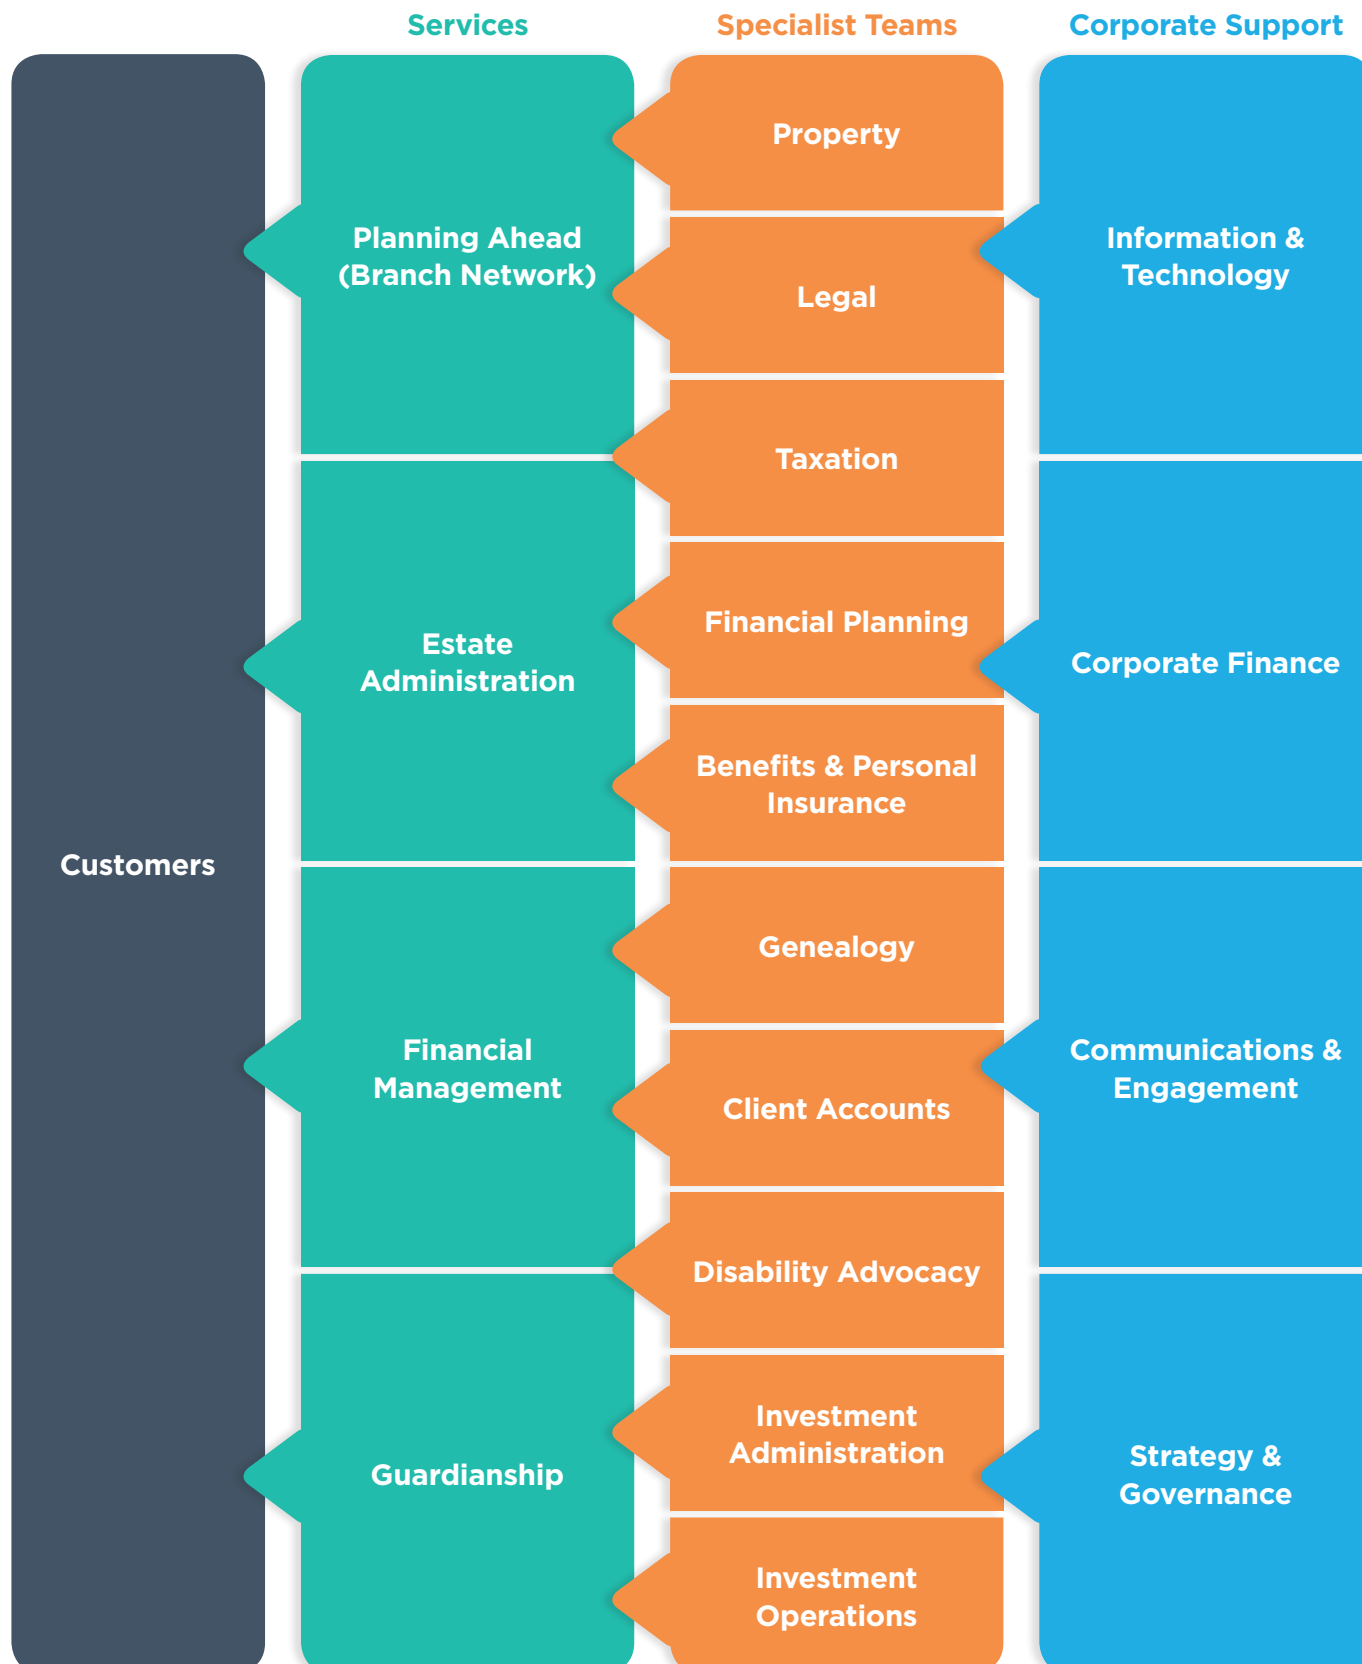 Services
Specialist Teams
Corporate Support
Customers
Planning Ahead
(Branch Network)
Estate
Administration
Financial
Management
Guardianship
Property
Legal
Taxation
Financial Planning
Benefits & Personal
Insurance
Genealogy
Client Accounts
Disability Advocacy
Investment
Administration
Investment
Operations
Information &
Technology
Corporate Finance
Communications &
Engagement
Strategy &
Governance